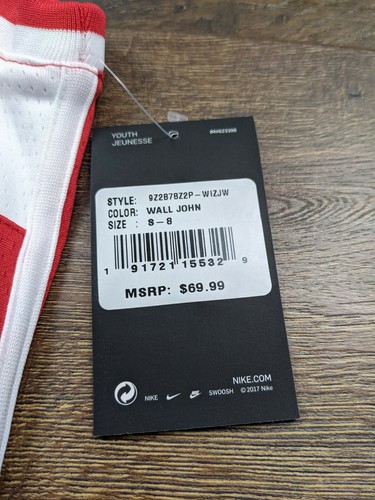 YOUTH
JEUNESSE
STYLE: 9Z2B7BZ2P-WIZJW
COLOR: WALL JOHN
SIZE : S-8
1 91721 15532 9
MSRP: $69.99
NIKE.COM
NIKE SWOOSH © 2017 Nike